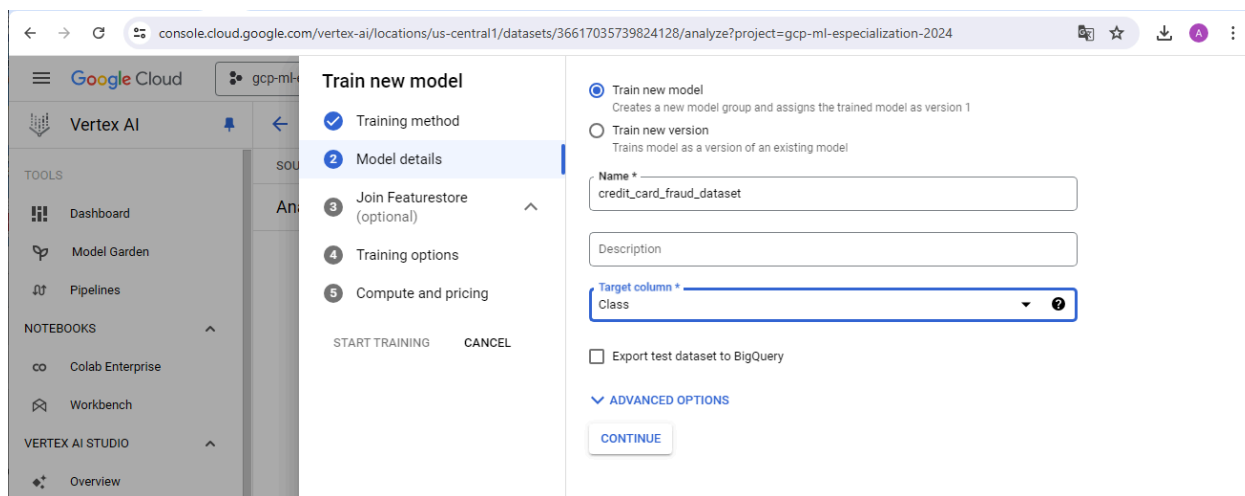 console.cloud.google.com/vertex-ai/locations/us-central1/datasets/36617035739824128/analyze?project=gcp-ml-especialization-2024
A
Google Cloud
gcp-ml-e
Vertex AI
TOOLS
Dashboard
Model Garden
Pipelines
NOTEBOOKS
Colab Enterprise
Workbench
VERTEX AI STUDIO
Overview
SOU
Ana
Train new model
Training method
2 Model details
3 Join Featurestore
(optional)
4 Training options
5 Compute and pricing
START TRAINING CANCEL
Train new model
Creates a new model group and assigns the trained model as version 1
Train new version
Trains model as a version of an existing model
Name *
credit_card_fraud_dataset
Description
Target column *
Class
Export test dataset to BigQuery
ADVANCED OPTIONS
CONTINUE